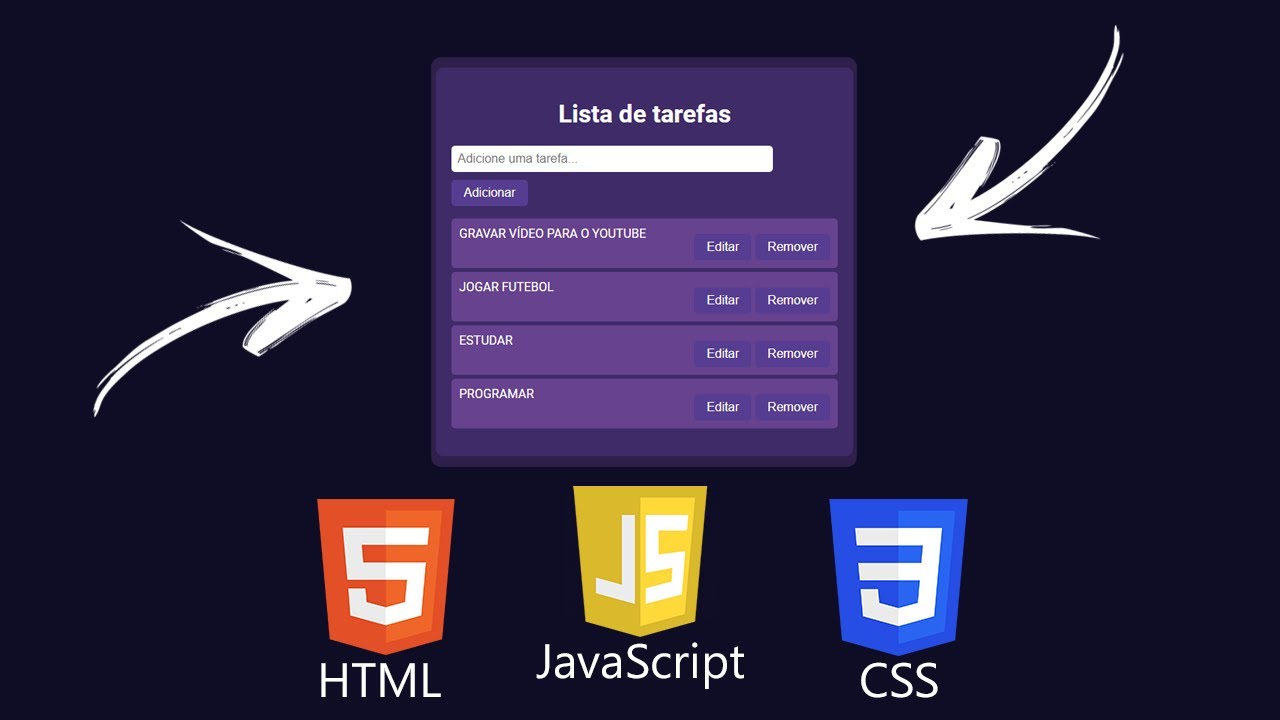 Lista de tarefas
Adicione uma tarefa...
Adicionar
GRAVAR VÍDEO PARA O YOUTUBE
Editar Remover
JOGAR FUTEBOL
Editar Remover
ESTUDAR
Editar Remover
PROGRAMAR
Editar Remover
5 JS 3
HTML JavaScript CSS